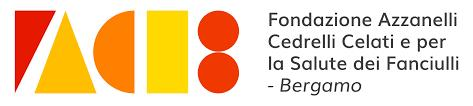 Fondazione Azzanelli
Cedrelli Celati e per
la Salute dei Fanciulli
- Bergamo